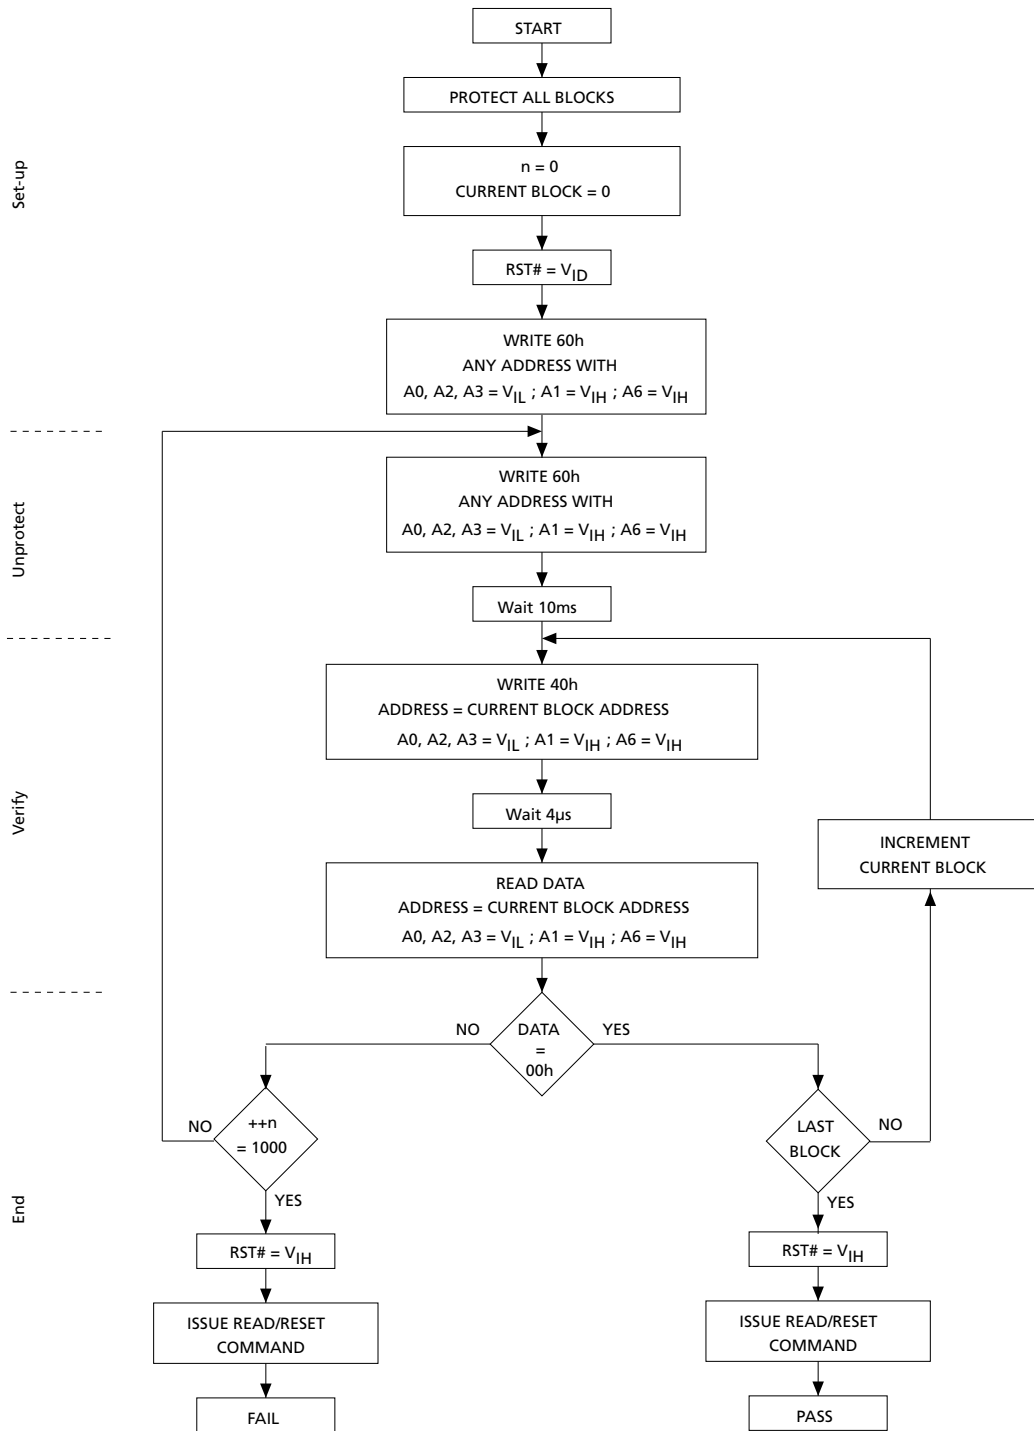 START
PROTECT ALL BLOCKS
Set-up
n = 0
CURRENT BLOCK = 0
RST# = VID
WRITE 60h
ANY ADDRESS WITH
A0, A2, A3 = VIL ; A1 = VIH ; A6 = VIH
Unprotect
WRITE 60h
ANY ADDRESS WITH
A0, A2, A3 = VIL ; A1 = VIH ; A6 = VIH
Wait 10ms
Verify
WRITE 40h
ADDRESS = CURRENT BLOCK ADDRESS
A0, A2, A3 = VIL ; A1 = VIH ; A6 = VIH
Wait 4µs
INCREMENT
CURRENT BLOCK
READ DATA
ADDRESS = CURRENT BLOCK ADDRESS
A0, A2, A3 = VIL ; A1 = VIH ; A6 = VIH
End
NO
DATA
=
00h
YES
NO
++n
= 1000
YES
LAST
BLOCK
NO
YES
RST# = VIH
RST# = VIH
ISSUE READ/RESET
COMMAND
ISSUE READ/RESET
COMMAND
FAIL
PASS